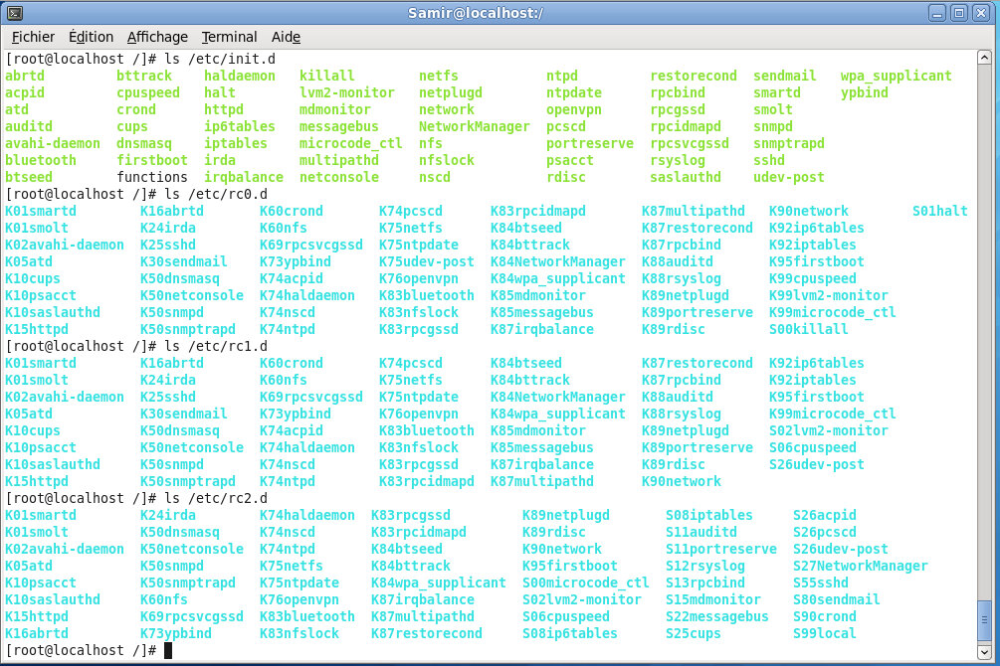 Samir@localhost:/
Fichier Édition Affichage Terminal Aide
[root@localhost /]# ls /etc/init.d
abrtd bttrack haldaemon killall netfs ntpd restorecond sendmail wpa_supplicant
acpid cpuspeed halt lvm2-monitor netplugd ntpdate rpcbind smartd ypbind
atd crond httpd mdmonitor network openvpn rpcgssd smolt
auditd cups ip6tables messagebus NetworkManager pcscd rpcidmapd snmpd
avahi-daemon dnsmasq iptables microcode_ctl nfs portreserve rpcsvcgssd snmptrapd
bluetooth firstboot irda multipathd nfslock psacct rsyslog sshd
btseed functions irqbalance netconsole nscd rdisc saslauthd udev-post
[root@localhost /]# ls /etc/rc0.d
K01smartd K16abrtd K60crond K74pcscd K83rpcidmapd K87multipathd K90network S01halt
K01smolt K24irda K60nfs K75netfs K84btseed K87restorecond K92ip6tables
K02avahi-daemon K25sshd K69rpcsvcgssd K75ntpdate K84bttrack K87rpcbind K92iptables
K05atd K30sendmail K73ypbind K75udev-post K84NetworkManager K88auditd K95firstboot
K10cups K50dnsmasq K74acpid K76openvpn K84wpa_supplicant K88rsyslog K99cpuspeed
K10psacct K50netconsole K74haldaemon K83bluetooth K85mdmonitor K89netplugd K99lvm2-monitor
K10saslauthd K50snmpd K74nscd K83nfslock K85messagebus K89portreserve K99microcode_ctl
K15httpd K50snmptrapd K74ntpd K83rpcgssd K87irqbalance K89rdisc S00killall
[root@localhost /]# ls /etc/rc1.d
K01smartd K16abrtd K60crond K74pcscd K84btseed K87restorecond K92ip6tables
K01smolt K24irda K60nfs K75netfs K84bttrack K87rpcbind K92iptables
K02avahi-daemon K25sshd K69rpcsvcgssd K75ntpdate K84NetworkManager K88auditd K95firstboot
K05atd K30sendmail K73ypbind K76openvpn K84wpa_supplicant K88rsyslog K99microcode_ctl
K10cups K50dnsmasq K74acpid K83bluetooth K85mdmonitor K89netplugd S02lvm2-monitor
K10psacct K50netconsole K74haldaemon K83nfslock K85messagebus K89portreserve S06cpuspeed
K10saslauthd K50snmpd K74nscd K83rpcgssd K87irqbalance K89rdisc S26udev-post
K15httpd K50snmptrapd K74ntpd K83rpcidmapd K87multipathd K90network
[root@localhost /]# ls /etc/rc2.d
K01smartd K24irda K74haldaemon K83rpcgssd K89netplugd S08iptables S26acpid
K01smolt K50dnsmasq K74nscd K83rpcidmapd K89rdisc S11auditd S26pcscd
K02avahi-daemon K50netconsole K74ntpd K84btseed K90network S11portreserve S26udev-post
K05atd K50snmpd K75netfs K84bttrack K95firstboot S12rsyslog S27NetworkManager
K10psacct K50snmptrapd K75ntpdate K84wpa_supplicant S00microcode_ctl S13rpcbind S55sshd
K10saslauthd K60nfs K76openvpn K87irqbalance S02lvm2-monitor S15mdmonitor S80sendmail
K15httpd K69rpcsvcgssd K83bluetooth K87multipathd S06cpuspeed S22messagebus S90crond
K16abrtd K73ypbind K83nfslock K87restorecond S08ip6tables S25cups S99local
[root@localhost /]#